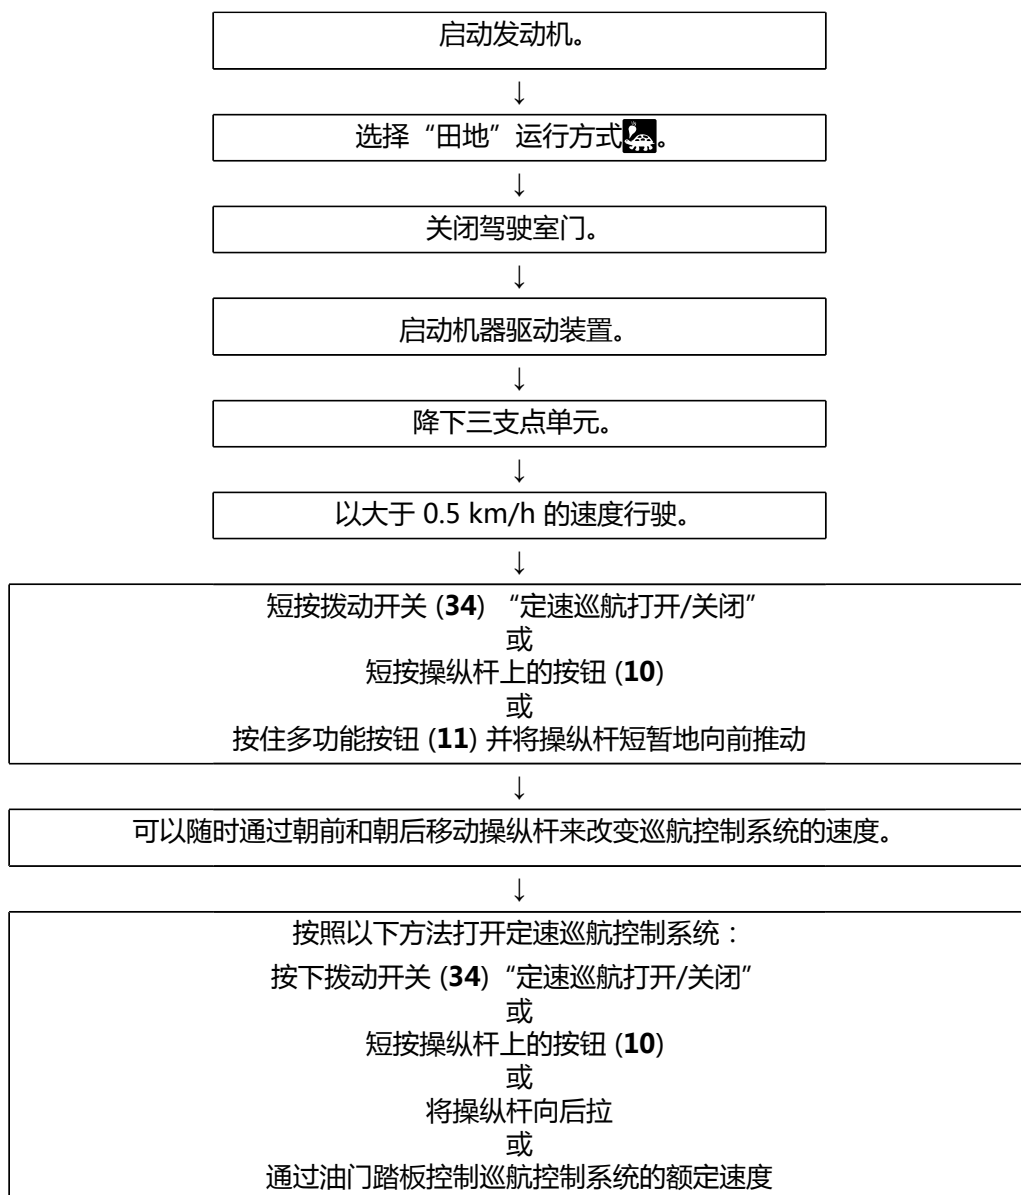 启动发动机。
↓
选择“田地”运行方式。
↓
关闭驾驶室门。
↓
启动机器驱动装置。
↓
降下三支点单元。
↓
以大于 0.5 km/h 的速度行驶。
↓
短按拨动开关 (34) “定速巡航打开/关闭”
或
短按操纵杆上的按钮 (10)
或
按住多功能按钮 (11) 并将操纵杆短暂地向前推动
↓
可以随时通过朝前和朝后移动操纵杆来改变巡航控制系统的速度。
↓
按照以下方法打开定速巡航控制系统：
按下拨动开关 (34)“定速巡航打开/关闭”
或
短按操纵杆上的按钮 (10)
或
将操纵杆向后拉
或
通过油门踏板控制巡航控制系统的额定速度